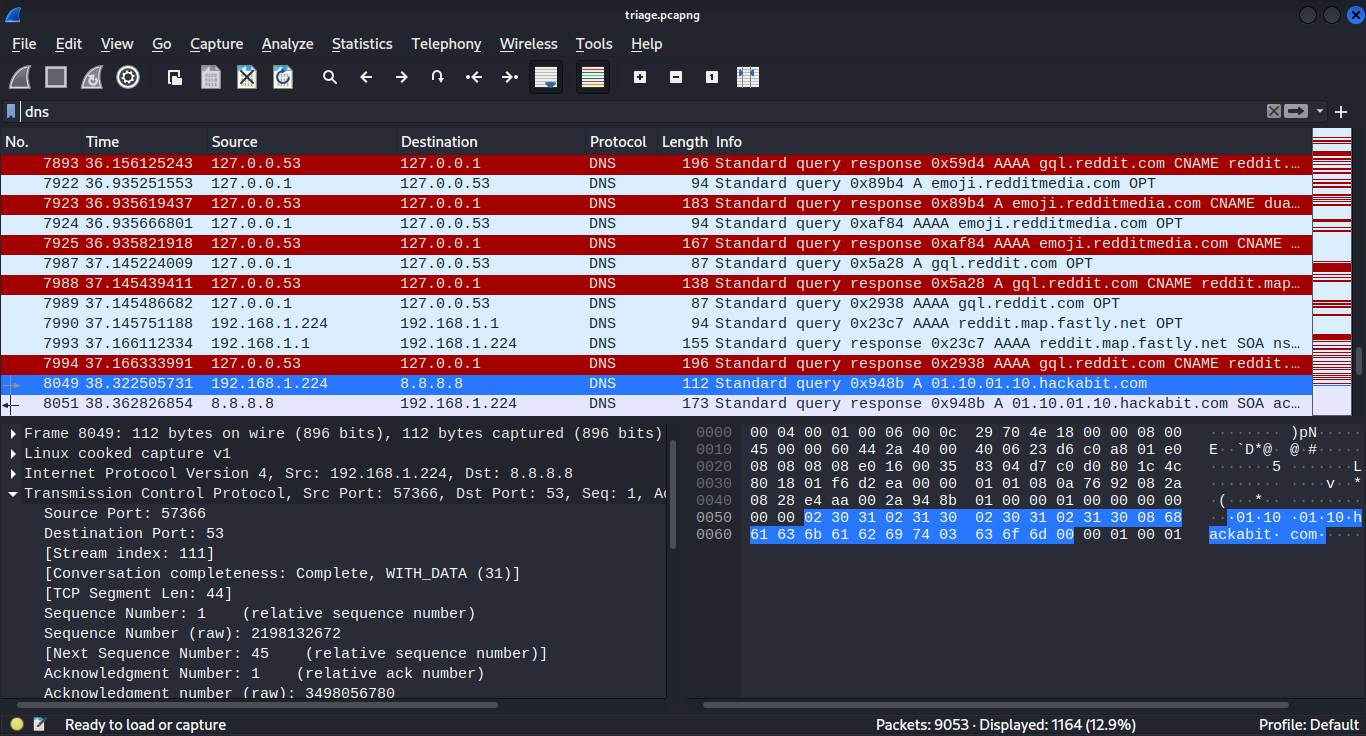 triage.pcapng
File Edit View Go Capture Analyze Statistics Telephony Wireless Tools Help
dns
No. Time Source Destination Protocol Length Info
7893 36.156125243 127.0.0.53 127.0.0.1 DNS 196 Standard query response 0x59d4 AAAA gql.reddit.com CNAME reddit.…
7922 36.935251553 127.0.0.1 127.0.0.53 DNS 94 Standard query 0x89b4 A emoji.redditmedia.com OPT
7923 36.935619437 127.0.0.53 127.0.0.1 DNS 183 Standard query response 0x89b4 A emoji.redditmedia.com CNAME dua…
7924 36.935666801 127.0.0.1 127.0.0.53 DNS 94 Standard query 0xaf84 AAAA emoji.redditmedia.com OPT
7925 36.935821918 127.0.0.53 127.0.0.1 DNS 167 Standard query response 0xaf84 AAAA emoji.redditmedia.com CNAME …
7987 37.145224009 127.0.0.1 127.0.0.53 DNS 87 Standard query 0x5a28 A gql.reddit.com OPT
7988 37.145439411 127.0.0.53 127.0.0.1 DNS 138 Standard query response 0x5a28 A gql.reddit.com CNAME reddit.map…
7989 37.145486682 127.0.0.1 127.0.0.53 DNS 87 Standard query 0x2938 AAAA gql.reddit.com OPT
7990 37.145751188 192.168.1.224 192.168.1.1 DNS 94 Standard query 0x23c7 AAAA reddit.map.fastly.net OPT
7993 37.166112334 192.168.1.1 192.168.1.224 DNS 155 Standard query response 0x23c7 AAAA reddit.map.fastly.net SOA ns…
7994 37.166333991 127.0.0.53 127.0.0.1 DNS 196 Standard query response 0x2938 AAAA gql.reddit.com CNAME reddit.…
8049 38.322505731 192.168.1.224 8.8.8.8 DNS 112 Standard query 0x948b A 01.10.01.10.hackabit.com
8051 38.362826854 8.8.8.8 192.168.1.224 DNS 173 Standard query response 0x948b A 01.10.01.10.hackabit.com SOA ac…
Frame 8049: 112 bytes on wire (896 bits), 112 bytes captured (896 bits)
Linux cooked capture v1
Internet Protocol Version 4, Src: 192.168.1.224, Dst: 8.8.8.8
Transmission Control Protocol, Src Port: 57366, Dst Port: 53, Seq: 1, Ac
Source Port: 57366
Destination Port: 53
[Stream index: 111]
[Conversation completeness: Complete, WITH_DATA (31)]
[TCP Segment Len: 44]
Sequence Number: 1 (relative sequence number)
Sequence Number (raw): 2198132672
[Next Sequence Number: 45 (relative sequence number)]
Acknowledgment Number: 1 (relative ack number)
Acknowledgment number (raw): 3498056780
0000 00 04 00 01 00 06 00 0c 29 70 4e 18 00 00 08 00 ········ )pN·····
0010 45 00 00 60 44 2a 40 00 40 06 23 d6 c0 a8 01 e0 E··`D*@· @·#·····
0020 08 08 08 08 e0 16 00 35 83 04 d7 c0 d0 80 1c 4c ·······5 ·······L
0030 80 18 01 f6 d2 ea 00 00 01 01 08 0a 76 92 08 2a ········ ····v··*
0040 08 28 e4 aa 00 2a 94 8b 01 00 00 01 00 00 00 00 ·(···*·· ········
0050 00 00 02 30 31 02 31 30 02 30 31 02 31 30 08 68 ···01·10 ·01·10·h
0060 61 63 6b 61 62 69 74 03 63 6f 6d 00 00 01 00 01 ackabit· com·····
Ready to load or capture
Packets: 9053 · Displayed: 1164 (12.9%)
Profile: Default